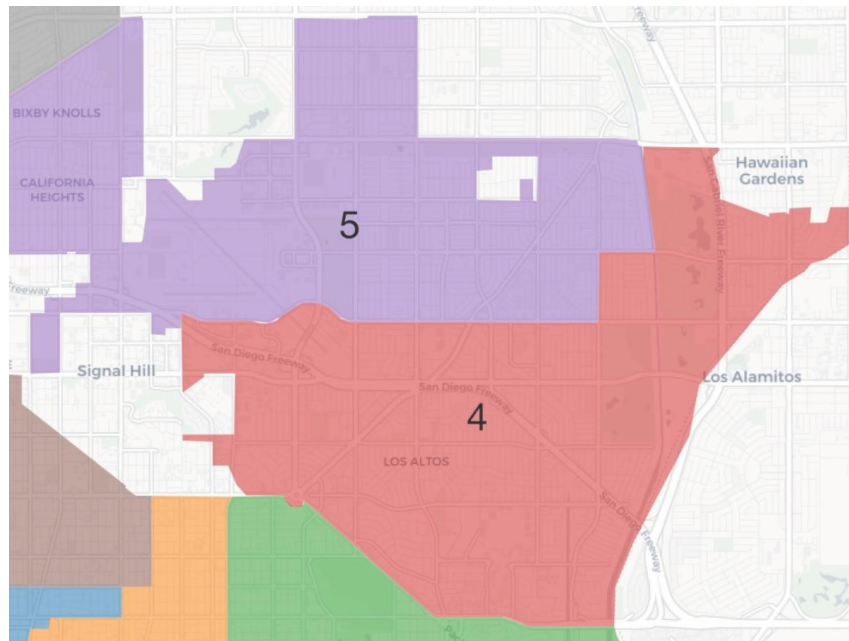 BIXBY KNOLLS
San Gabriel River Freeway
Hawaiian
Gardens
CALIFORNIA
HEIGHTS
5
Freeway
San Diego Freeway
Signal Hill
San Diego Freeway
Los Alamitos
4
LOS ALTOS
San Diego Freeway